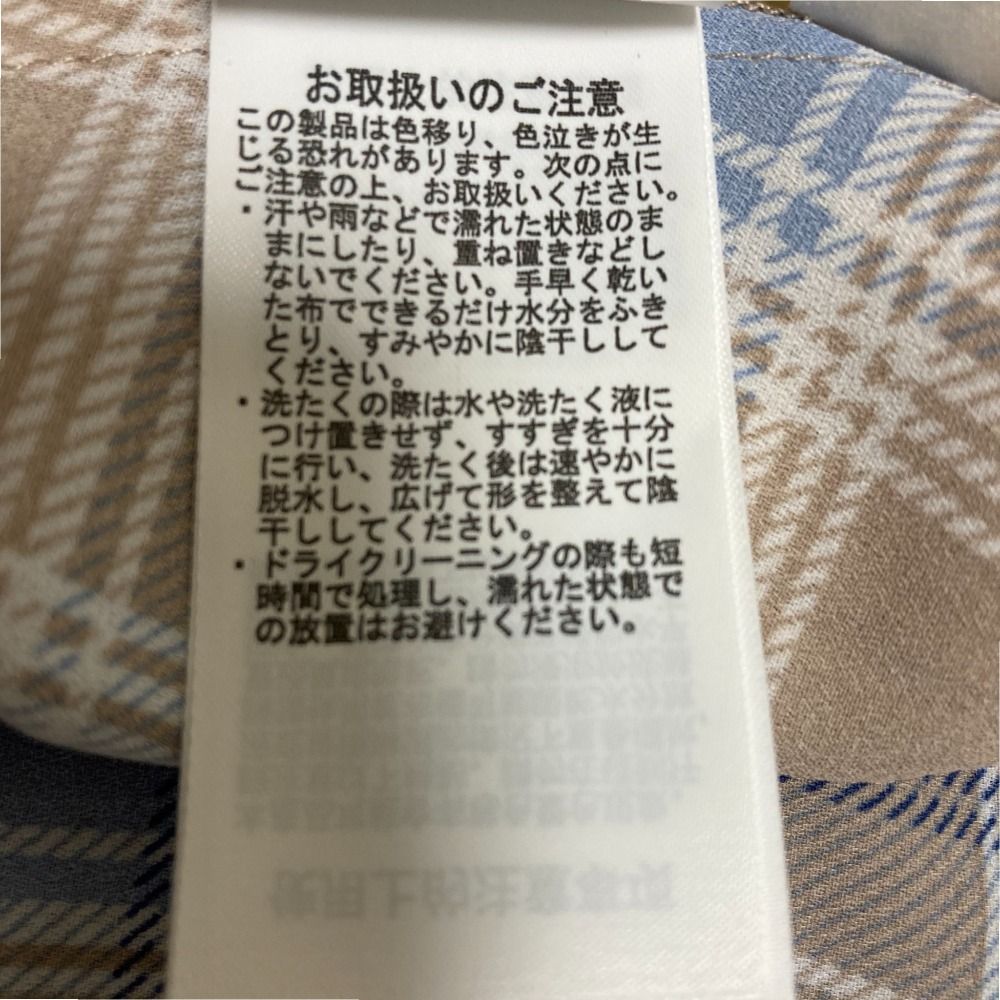 お取扱いのご注意
この製品は色移り、色泣きが生
じる恐れがあります。次の点に
ご注意の上、お取扱いください。
・汗や雨などで濡れた状態のま
まにしたり、重ね置きなどし
ないでください。手早く乾い
た布でできるだけ水分をふき
とり、すみやかに陰干しして
ください。
・洗たくの際は水や洗たく液に
つけ置きせず、すすぎを十分
に行い、洗たく後は速やかに
脱水し、広げて形を整えて陰
干ししてください。
・ドライクリーニングの際も短
時間で処理し、濡れた状態で
の放置はお避けください。